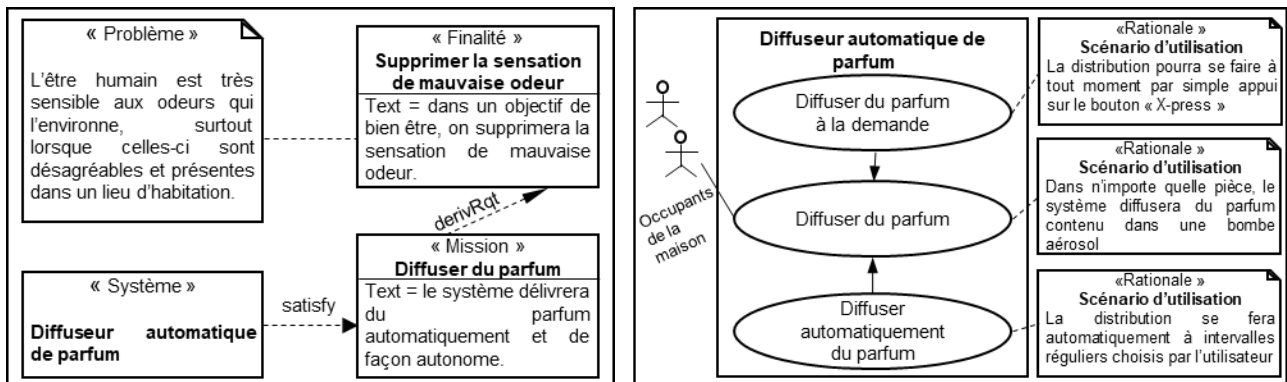 « Problème »
L'être humain est très
sensible aux odeurs qui
l'environne, surtout
lorsque celles-ci sont
désagréables et présentes
dans un lieu d'habitation.
« Finalité »
Supprimer la sensation
de mauvaise odeur
Text = dans un objectif de
bien être, on supprimera la
sensation de mauvaise
odeur.
derivRqt
« Système »
Diffuseur automatique
de parfum
satisfy
« Mission »
Diffuser du parfum
Text = le système délivrera
du parfum
automatiquement et de
façon autonome.
Diffuseur automatique de
parfum
Diffuser du parfum
à la demande
Diffuser du parfum
Diffuser
automatiquement
du parfum
Occupants
de la
maison
«Rationale »
Scénario d'utilisation
La distribution pourra se faire à
tout moment par simple appui
sur le bouton « X-press »
«Rationale »
Scénario d'utilisation
Dans n'importe quelle pièce, le
système diffusera du parfum
contenu dans une bombe
aérosol
«Rationale »
Scénario d'utilisation
La distribution se fera
automatiquement à intervalles
réguliers choisis par l'utilisateur